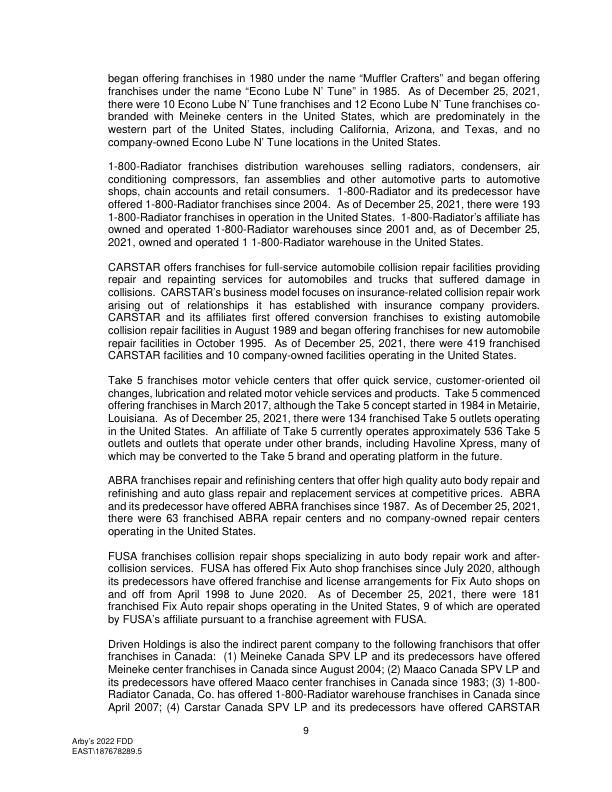 began offering franchises in 1980 under the name “Muffler Crafters” and began offering
franchises under the name “Econo Lube N’ Tune” in 1985.  As of December 25, 2021,
there were 10 Econo Lube N’ Tune franchises and 12 Econo Lube N’ Tune franchises co-
branded with Meineke centers in the United States, which are predominately in the
western part of the United States, including California, Arizona, and Texas, and no
company-owned Econo Lube N’ Tune locations in the United States.
1-800-Radiator franchises distribution warehouses selling radiators, condensers, air
conditioning compressors, fan assemblies and other automotive parts to automotive
shops, chain accounts and retail consumers.  1-800-Radiator and its predecessor have
offered 1-800-Radiator franchises since 2004.  As of December 25, 2021, there were 193
1-800-Radiator franchises in operation in the United States.  1-800-Radiator’s affiliate has
owned and operated 1-800-Radiator warehouses since 2001 and, as of December 25,
2021, owned and operated 1 1-800-Radiator warehouse in the United States.
CARSTAR offers franchises for full-service automobile collision repair facilities providing
repair and repainting services for automobiles and trucks that suffered damage in
collisions.  CARSTAR’s business model focuses on insurance-related collision repair work
arising out of relationships it has established with insurance company providers.
CARSTAR and its affiliates first offered conversion franchises to existing automobile
collision repair facilities in August 1989 and began offering franchises for new automobile
repair facilities in October 1995.  As of December 25, 2021, there were 419 franchised
CARSTAR facilities and 10 company-owned facilities operating in the United States.
Take 5 franchises motor vehicle centers that offer quick service, customer-oriented oil
changes, lubrication and related motor vehicle services and products.  Take 5 commenced
offering franchises in March 2017, although the Take 5 concept started in 1984 in Metairie,
Louisiana.  As of December 25, 2021, there were 134 franchised Take 5 outlets operating
in the United States.  An affiliate of Take 5 currently operates approximately 536 Take 5
outlets and outlets that operate under other brands, including Havoline Xpress, many of
which may be converted to the Take 5 brand and operating platform in the future.
ABRA franchises repair and refinishing centers that offer high quality auto body repair and
refinishing and auto glass repair and replacement services at competitive prices.  ABRA
and its predecessor have offered ABRA franchises since 1987.  As of December 25, 2021,
there were 63 franchised ABRA repair centers and no company-owned repair centers
operating in the United States.
FUSA franchises collision repair shops specializing in auto body repair work and after-
collision services.  FUSA has offered Fix Auto shop franchises since July 2020, although
its predecessors have offered franchise and license arrangements for Fix Auto shops on
and off from April 1998 to June 2020.  As of December 25, 2021, there were 181
franchised Fix Auto repair shops operating in the United States, 9 of which are operated
by FUSA’s affiliate pursuant to a franchise agreement with FUSA.
Driven Holdings is also the indirect parent company to the following franchisors that offer
franchises in Canada:  (1) Meineke Canada SPV LP and its predecessors have offered
Meineke center franchises in Canada since August 2004; (2) Maaco Canada SPV LP and
its predecessors have offered Maaco center franchises in Canada since 1983; (3) 1-800-
Radiator Canada, Co. has offered 1-800-Radiator warehouse franchises in Canada since
April 2007; (4) Carstar Canada SPV LP and its predecessors have offered CARSTAR
9
Arby’s 2022 FDD
EAST\187678289.5